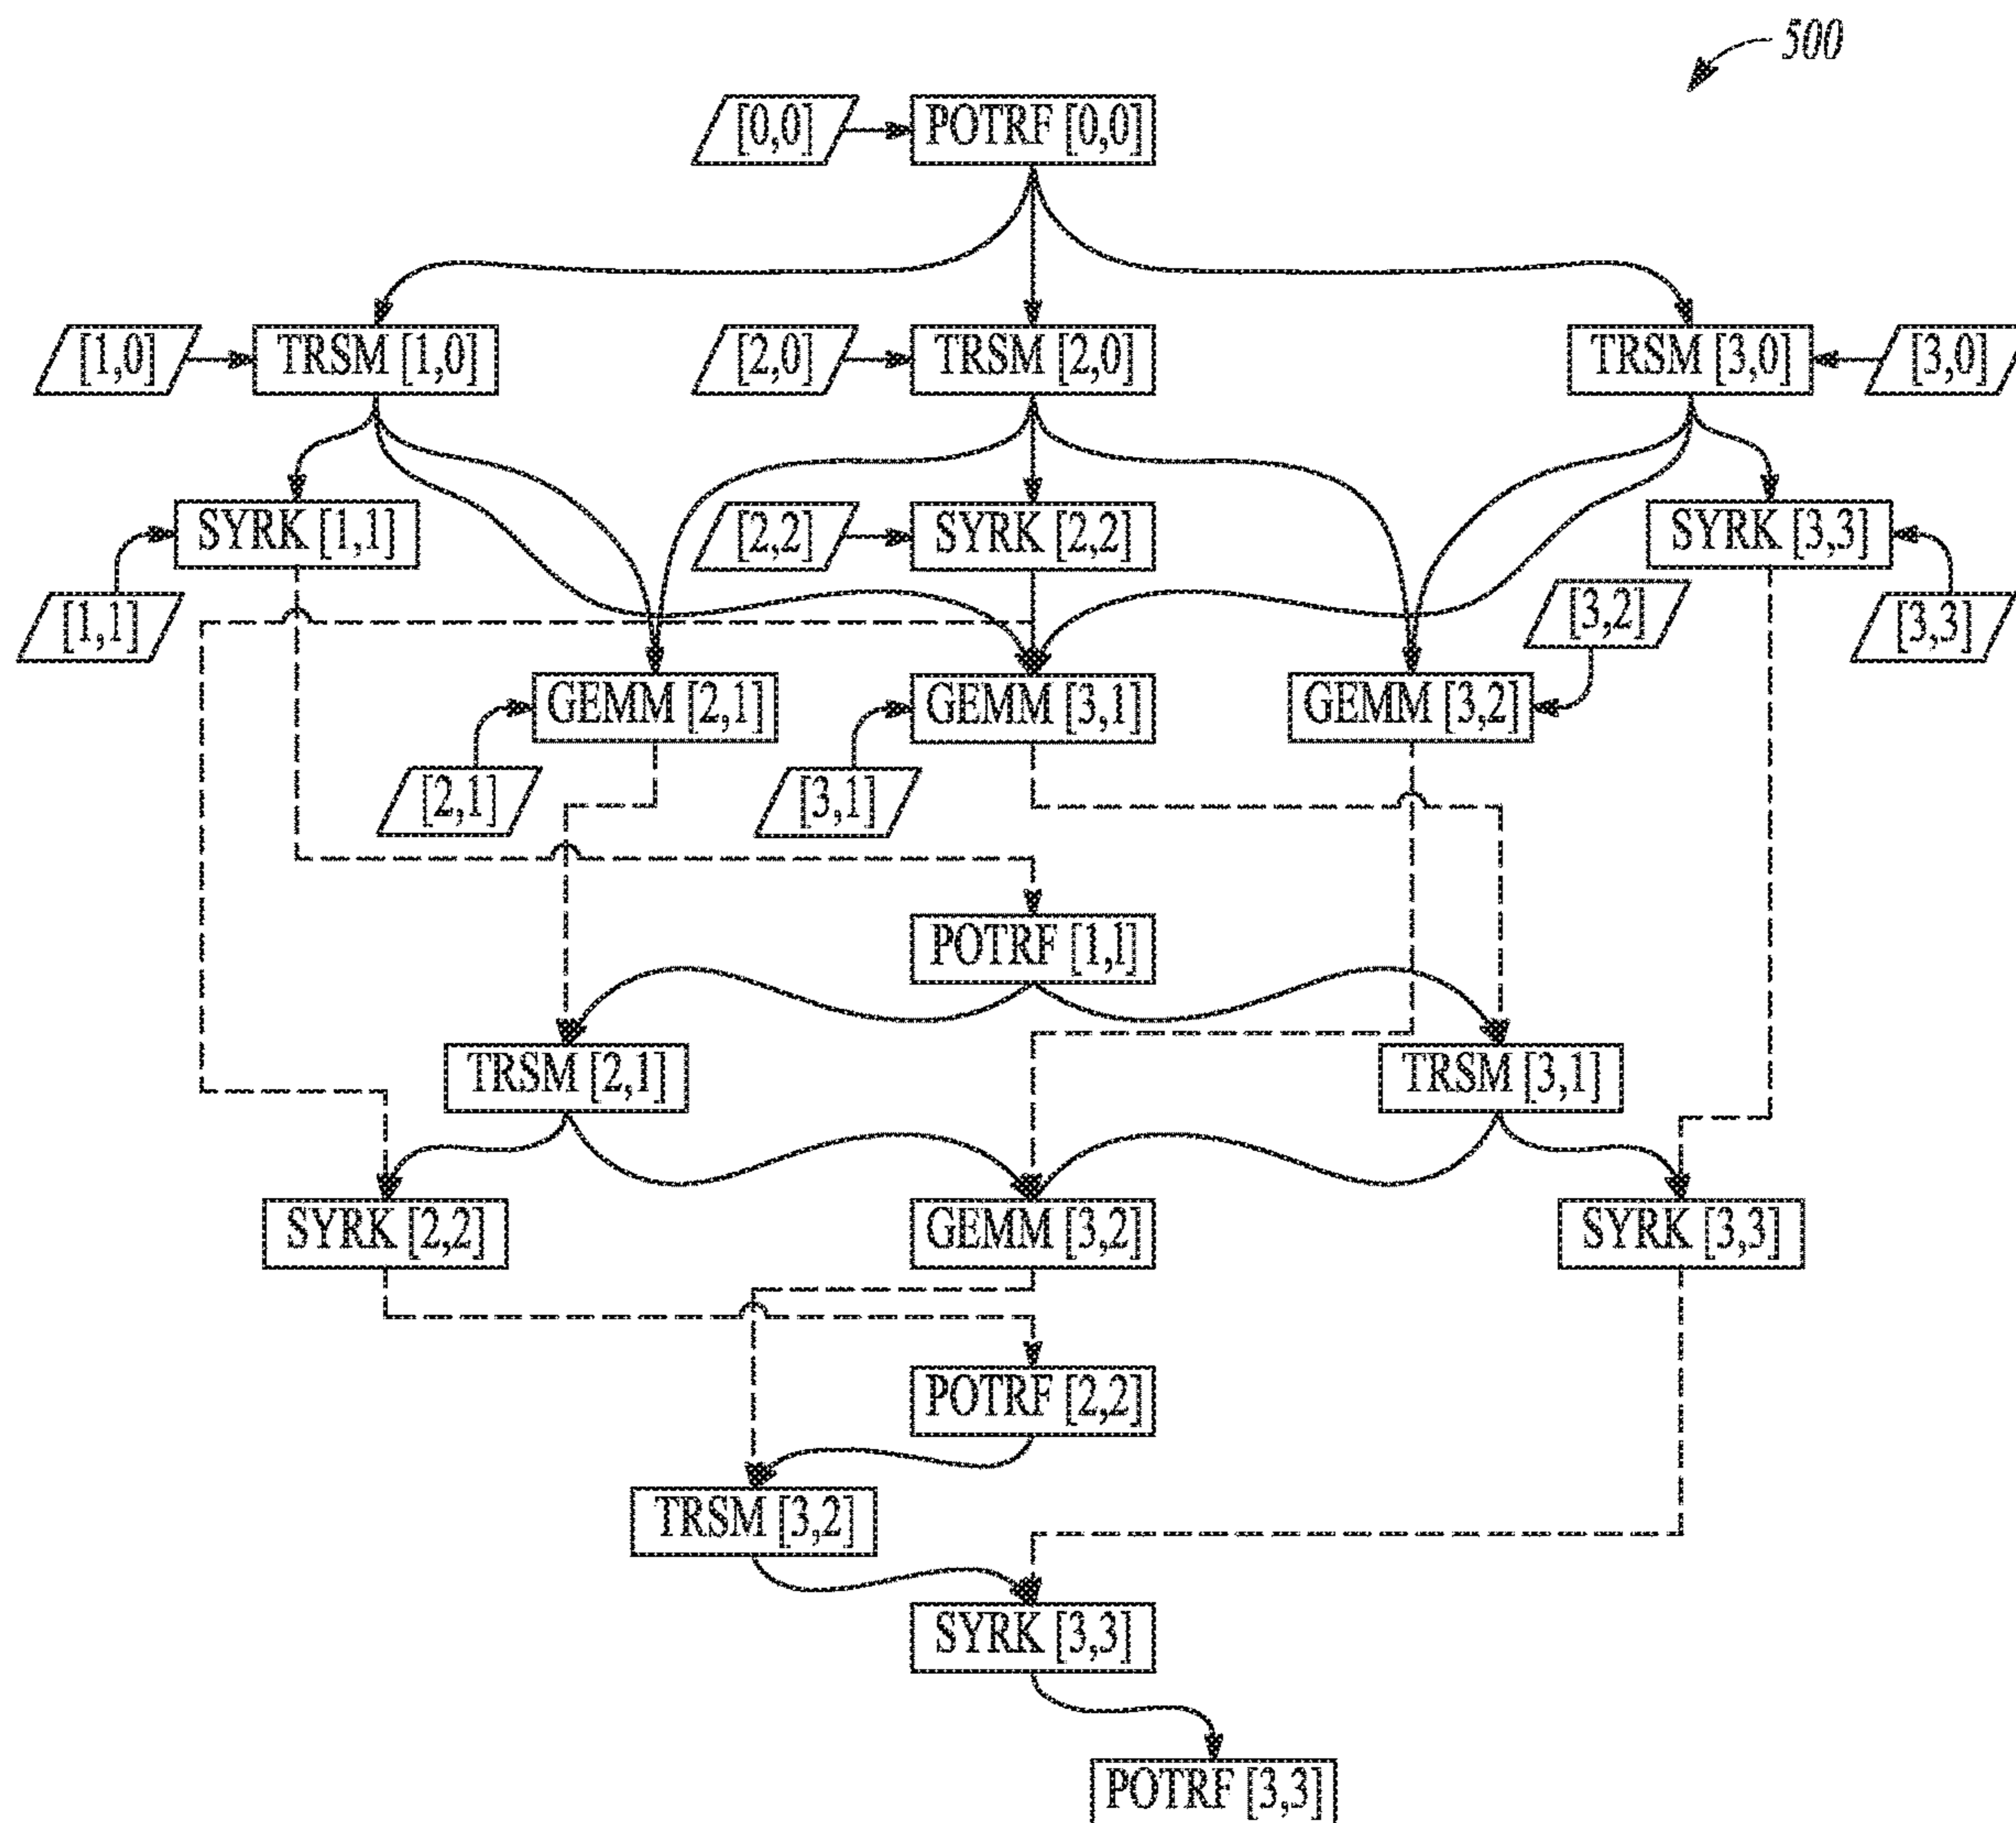 500
[0,0]
POTRF [0,0]
[1,0]
TRSM [1,0]
[2,0]
TRSM [2,0]
TRSM [3,0]
[3,0]
SYRK [1,1]
[2,2]
SYRK [2,2]
SYRK [3,3]
[1,1]
[3,2]
[3,3]
GEMM [2,1]
GEMM [3,1]
GEMM [3,2]
[2,1]
[3,1]
POTRF [1,1]
TRSM [2,1]
TRSM [3,1]
SYRK [2,2]
GEMM [3,2]
SYRK [3,3]
POTRF [2,2]
TRSM [3,2]
SYRK [3,3]
POTRF [3,3]